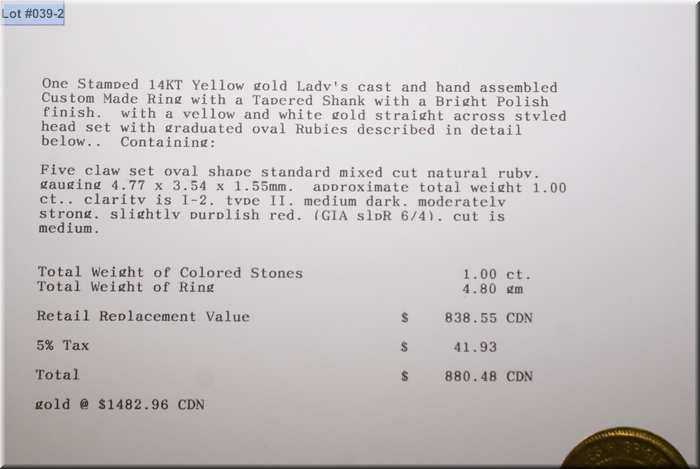 Lot #039-2
One Stamped 14KT Yellow gold Lady's cast and hand assembled
Custom Made Ring with a Tapered Shank with a Bright Polish
finish.  with a yellow and white gold straight across styled
head set with graduated oval Rubies described in detail
below..  Containing:
Five claw set oval shape standard mixed cut natural ruby.
gauging 4.77 x 3.54 x 1.55mm.  approximate total weight 1.00
ct.. clarity is I-2. type II. medium dark. moderately
strong. slightly purplish red. (GIA slpR 6/4). cut is
medium.
Total Weight of Colored Stones 1.00 ct.
Total Weight of Ring 4.80 gm
Retail Replacement Value $ 838.55 CDN
5% Tax $ 41.93
Total $ 880.48 CDN
gold @ $1482.96 CDN